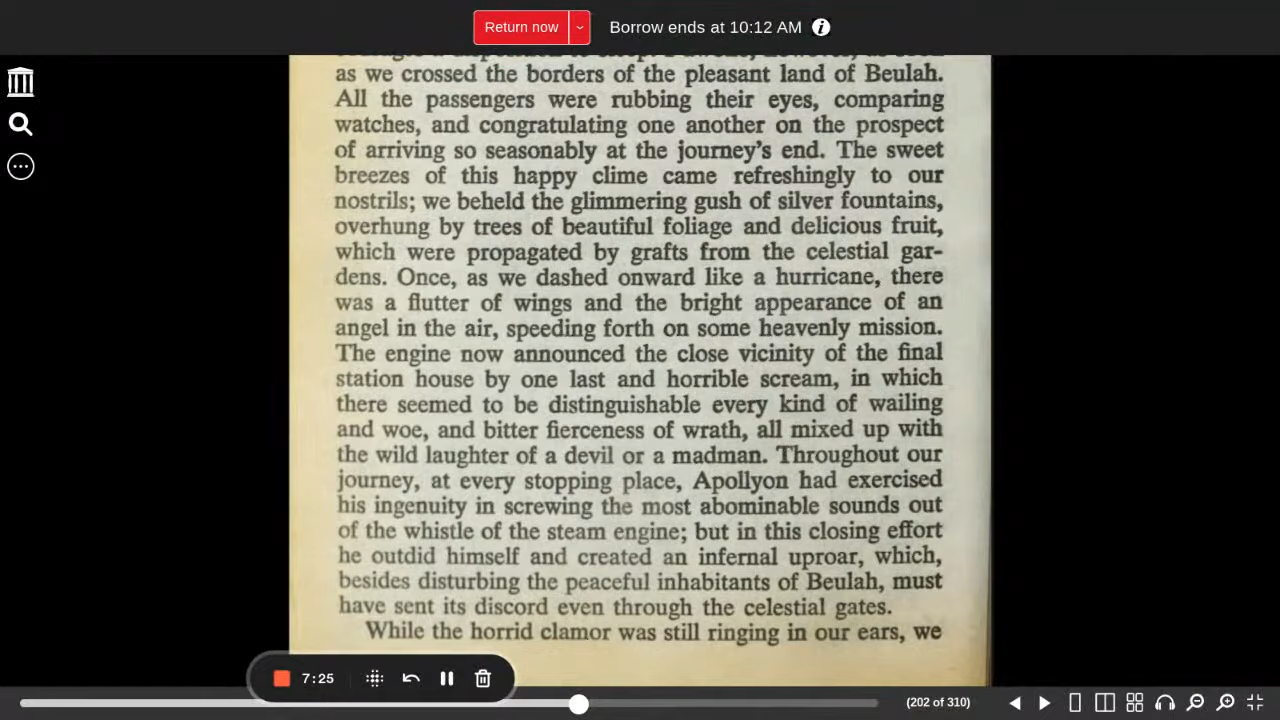 Return now
Borrow ends at 10:12 AM
as we crossed the borders of the pleasant land of Beulah.
All the passengers were rubbing their eyes, comparing
watches, and congratulating one another on the prospect
of arriving so seasonably at the journey's end. The sweet
breezes of this happy clime came refreshingly to our
nostrils; we beheld the glimmering gush of silver fountains,
overhung by trees of beautiful foliage and delicious fruit,
which were propagated by grafts from the celestial gar-
dens. Once, as we dashed onward like a hurricane, there
was a flutter of wings and the bright appearance of an
angel in the air, speeding forth on some heavenly mission.
The engine now announced the close vicinity of the final
station house by one last and horrible scream, in which
there seemed to be distinguishable every kind of wailing
and woe, and bitter fierceness of wrath, all mixed up with
the wild laughter of a devil or a madman. Throughout our
journey, at every stopping place, Apollyon had exercised
his ingenuity in screwing the most abominable sounds out
of the whistle of the steam engine; but in this closing effort
he outdid himself and created an infernal uproar, which,
besides disturbing the peaceful inhabitants of Beulah, must
have sent its discord even through the celestial gates.
While the horrid clamor was still ringing in our ears, we
7:25
(202 of 310)